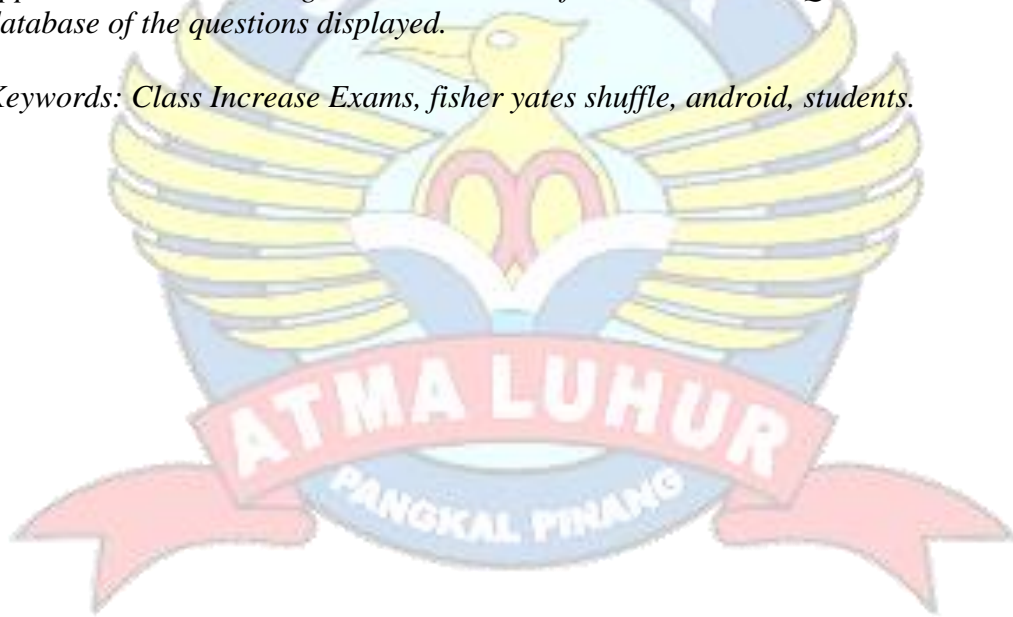 database of the questions displayed.
Keywords: Class Increase Exams, fisher yates shuffle, android, students.
ATMA LUHUR
PANGKAL PINANG